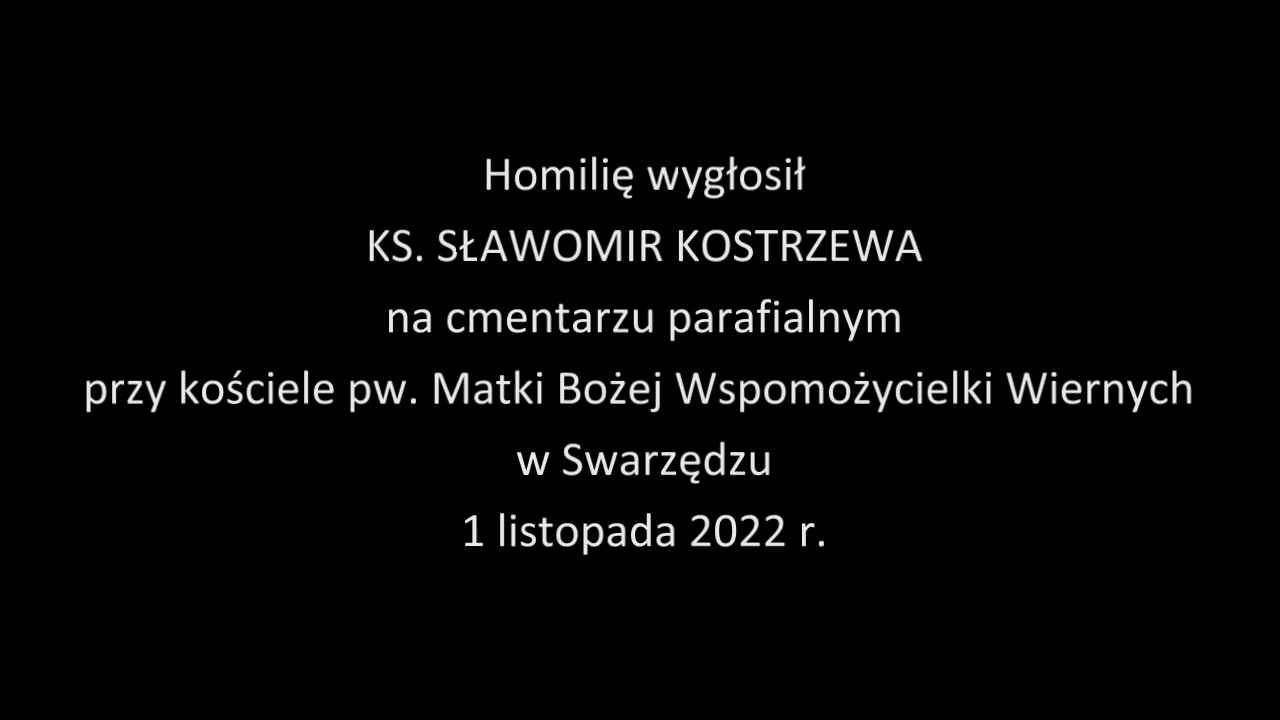 Homilię wygłosił
KS. SŁAWOMIR KOSTRZEWA
na cmentarzu parafialnym
przy kościele pw. Matki Bożej Wspomożycielki Wiernych
w Swarzędzu
1 listopada 2022 r.